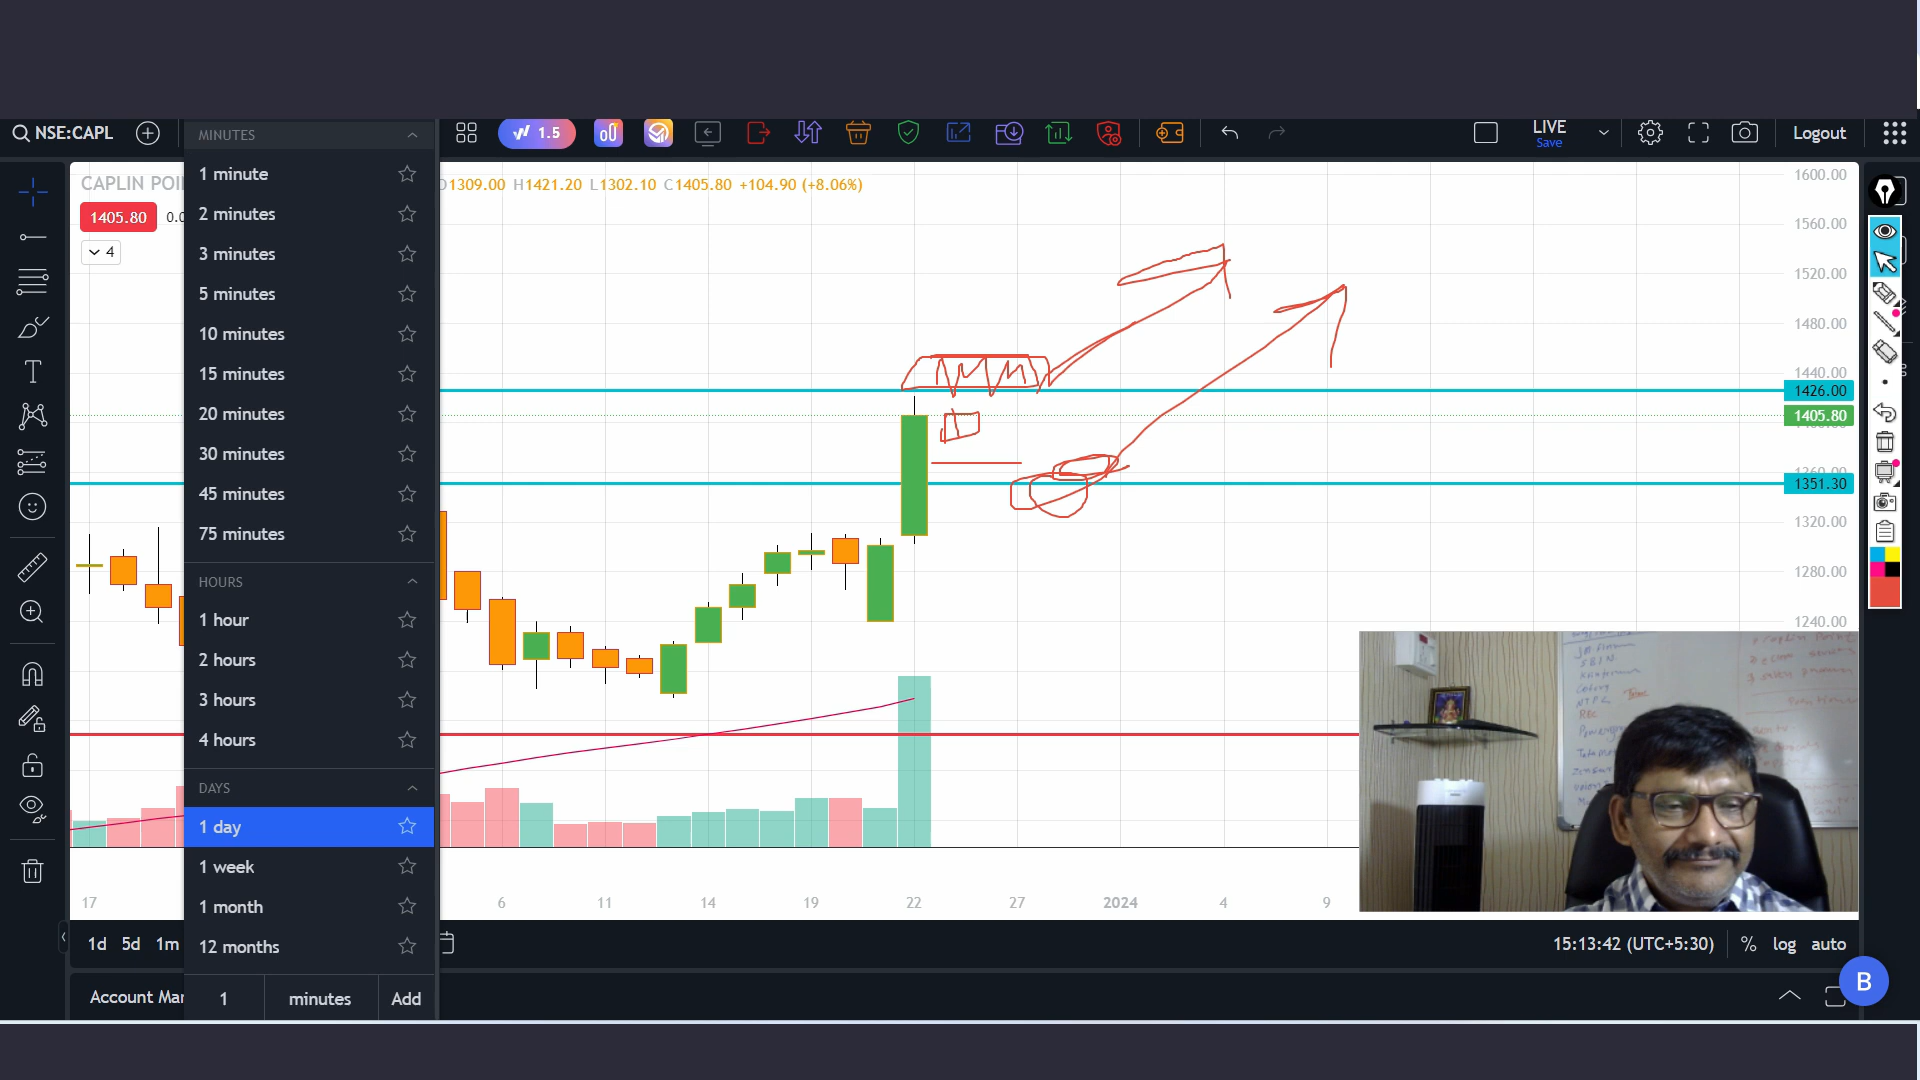 NSE:CAPL
1.5
LIVE
Save
Logout
MINUTES
1 minute
2 minutes
3 minutes
5 minutes
10 minutes
15 minutes
20 minutes
30 minutes
45 minutes
75 minutes
HOURS
1 hour
2 hours
3 hours
4 hours
DAYS
1 day
1 week
1 month
12 months
1 minutes Add
CAPLIN POI
1309.00 H1421.20 L1302.10 C1405.80 +104.90 (+8.06%)
1405.80
4
1600.00
1560.00
1520.00
1480.00
1440.00
1426.00
1405.80
1351.30
1320.00
1280.00
1240.00
17 6 11 14 19 22 27 2024 4 9
1d 5d 1m
15:13:42 (UTC+5:30) % log auto
Account Mar
B
SBIN
REC